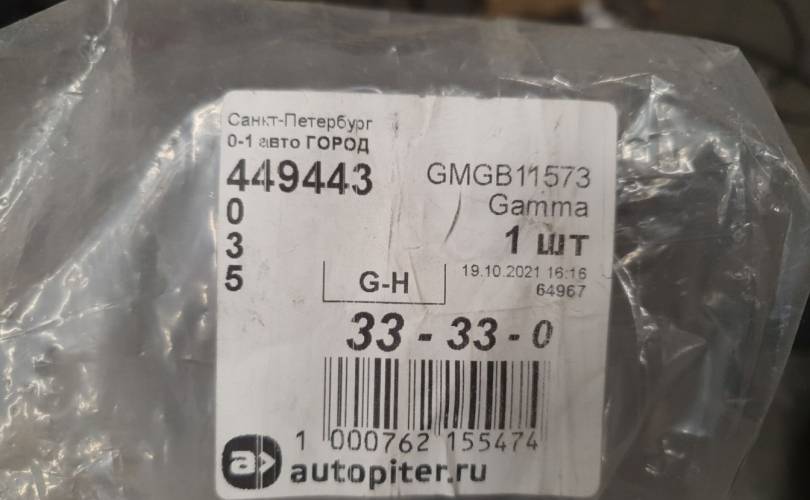 Санкт-Петербург
0-1 авто ГОРОД
449443
0
3
5
GMGB11573
Gamma
1 шт
19.10.2021 16:16
64967
G-H
33 - 33 - 0
1 000762 155474
a> autopiter.ru